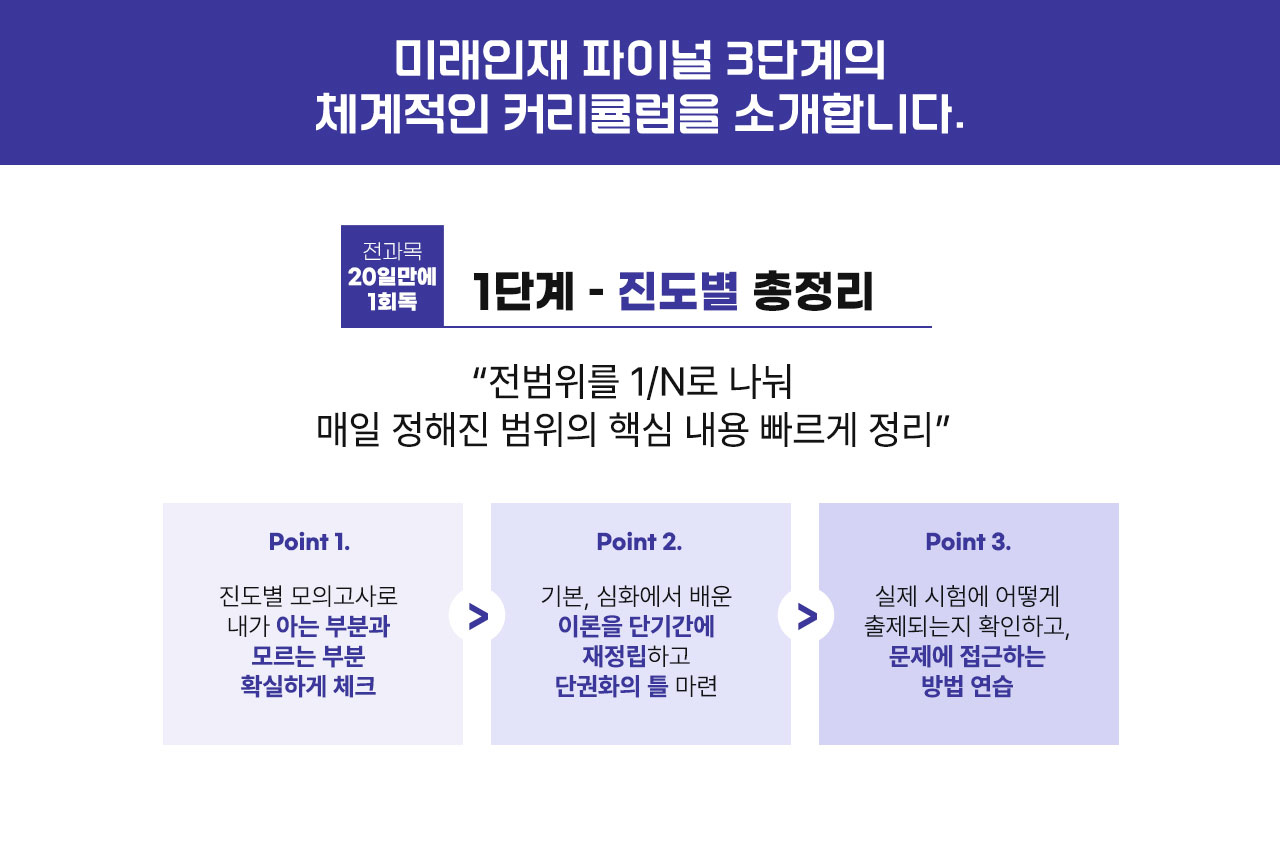 미래인재 파이널 3단계의
체계적인 커리큘럼을 소개합니다.
전과목
20일만에
1회독
1단계 - 진도별 총정리
“전범위를 1/N로 나눠
매일 정해진 범위의 핵심 내용 빠르게 정리”
Point 1.
진도별 모의고사로
내가 아는 부분과
모르는 부분
확실하게 체크
>
Point 2.
기본, 심화에서 배운
이론을 단기간에
재정립하고
단권화의 틀 마련
>
Point 3.
실제 시험에 어떻게
출제되는지 확인하고,
문제에 접근하는
방법 연습